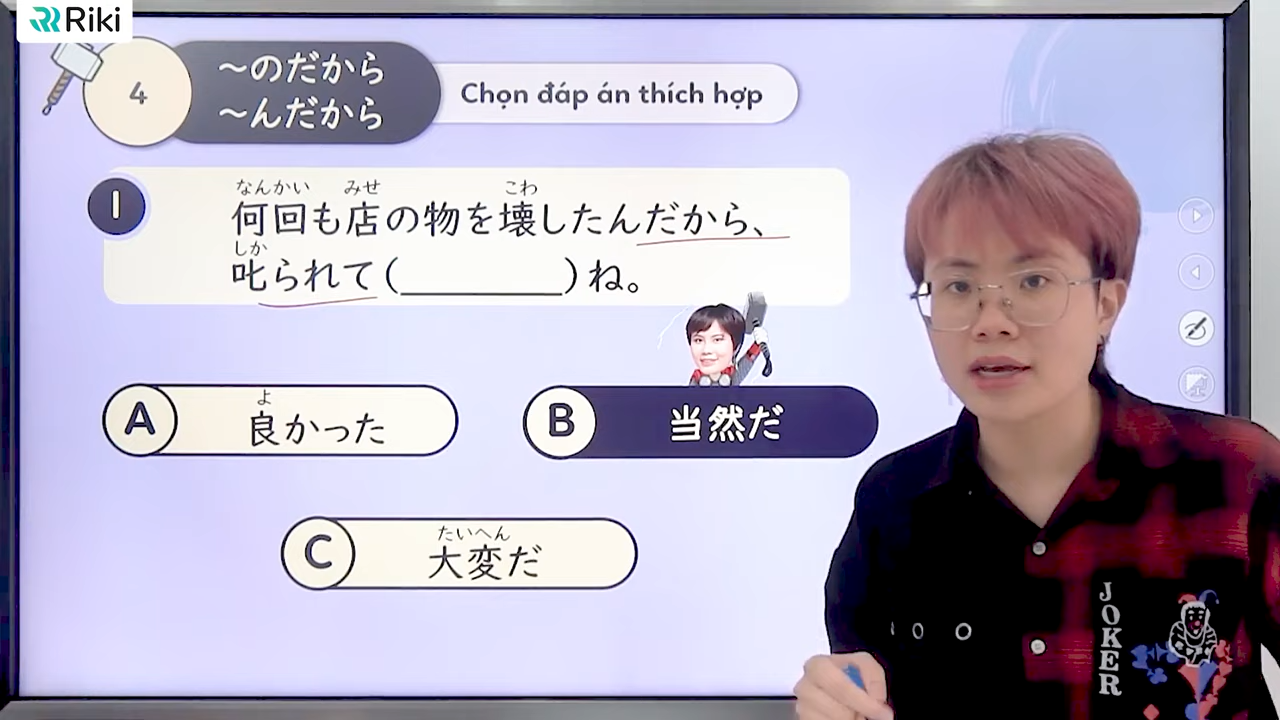 Riki
4
～のだから
～んだから
Chọn đáp án thích hợp
1
なんかい みせ こわ
何回も店の物を壊したんだから、
しか
叱られて(__________)ね。
A
よ
良かった
B
当然だ
C
たいへん
大変だ
JOKER